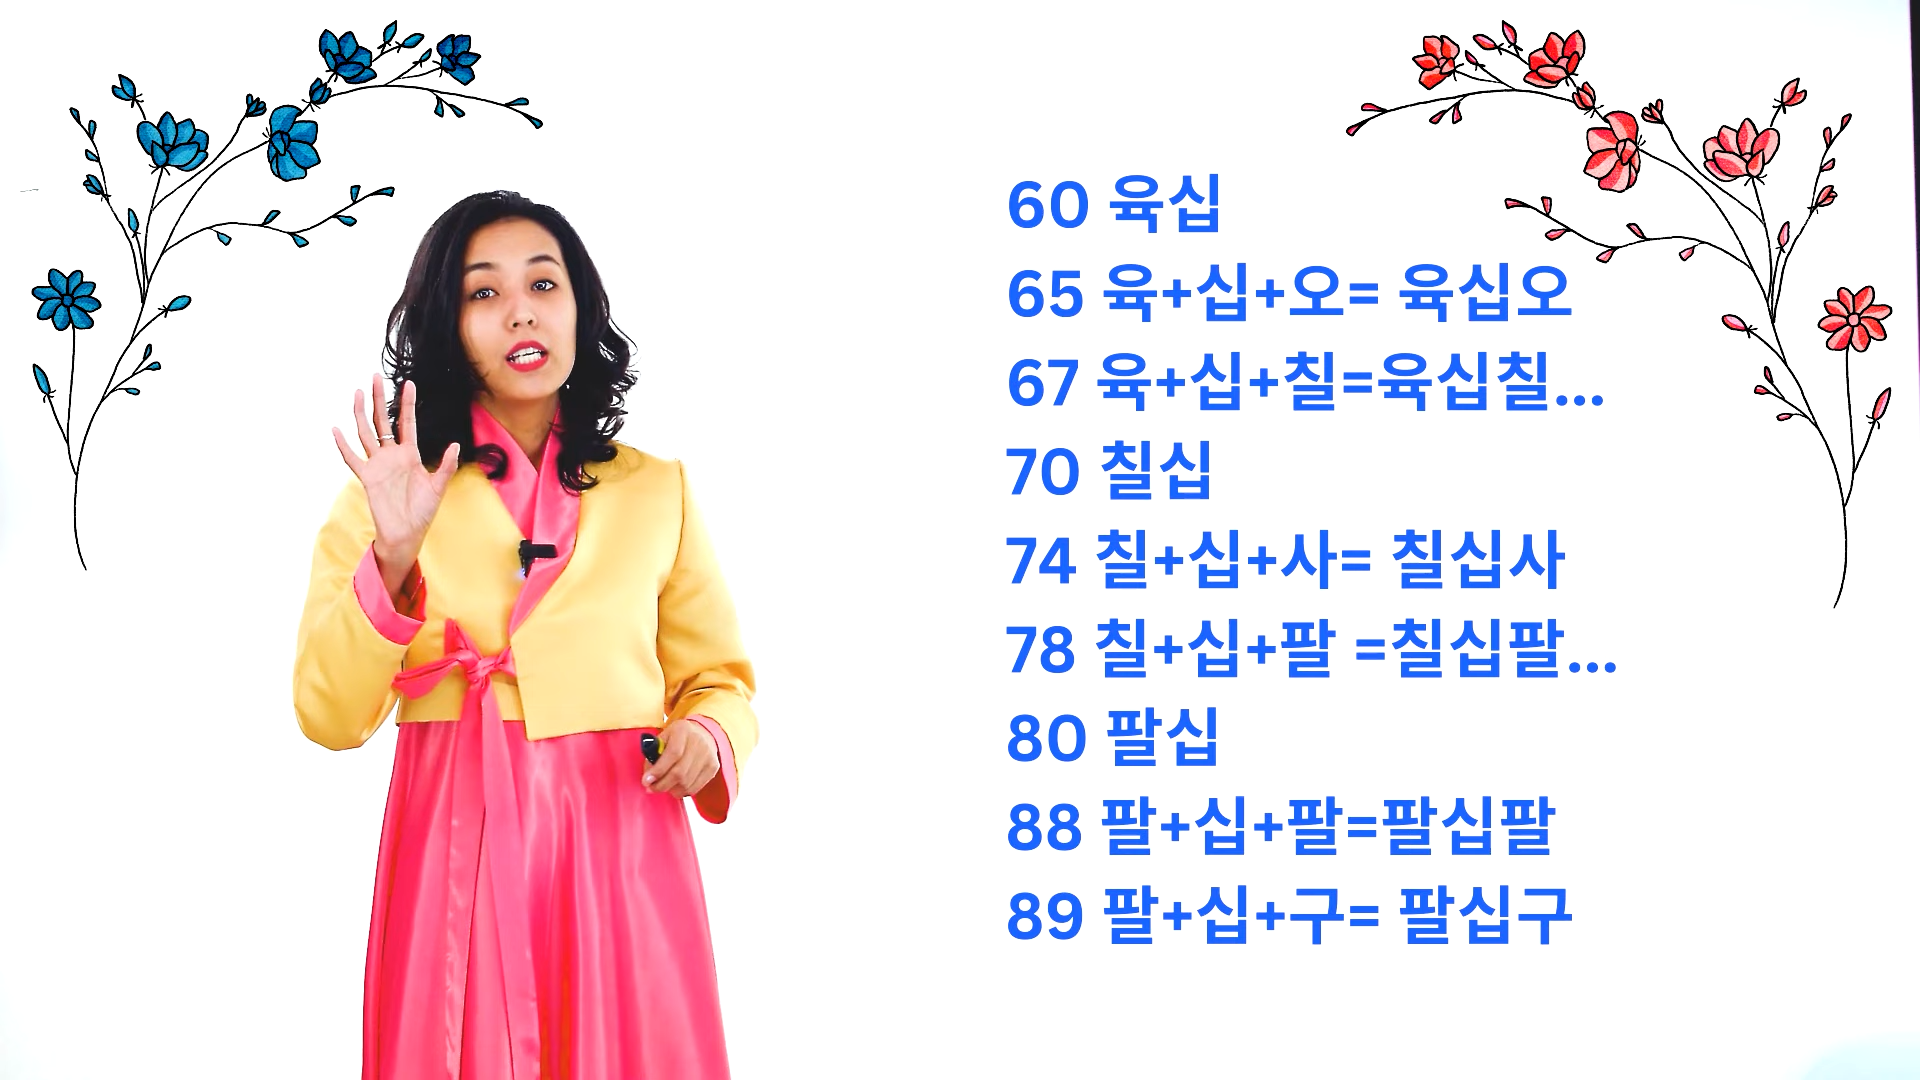 60 육십
65 육+십+오= 육십오
67 육+십+칠=육십칠...
70 칠십
74 칠+십+사= 칠십사
78 칠+십+팔 =칠십팔...
80 팔십
88 팔+십+팔=팔십팔
89 팔+십+구= 팔십구